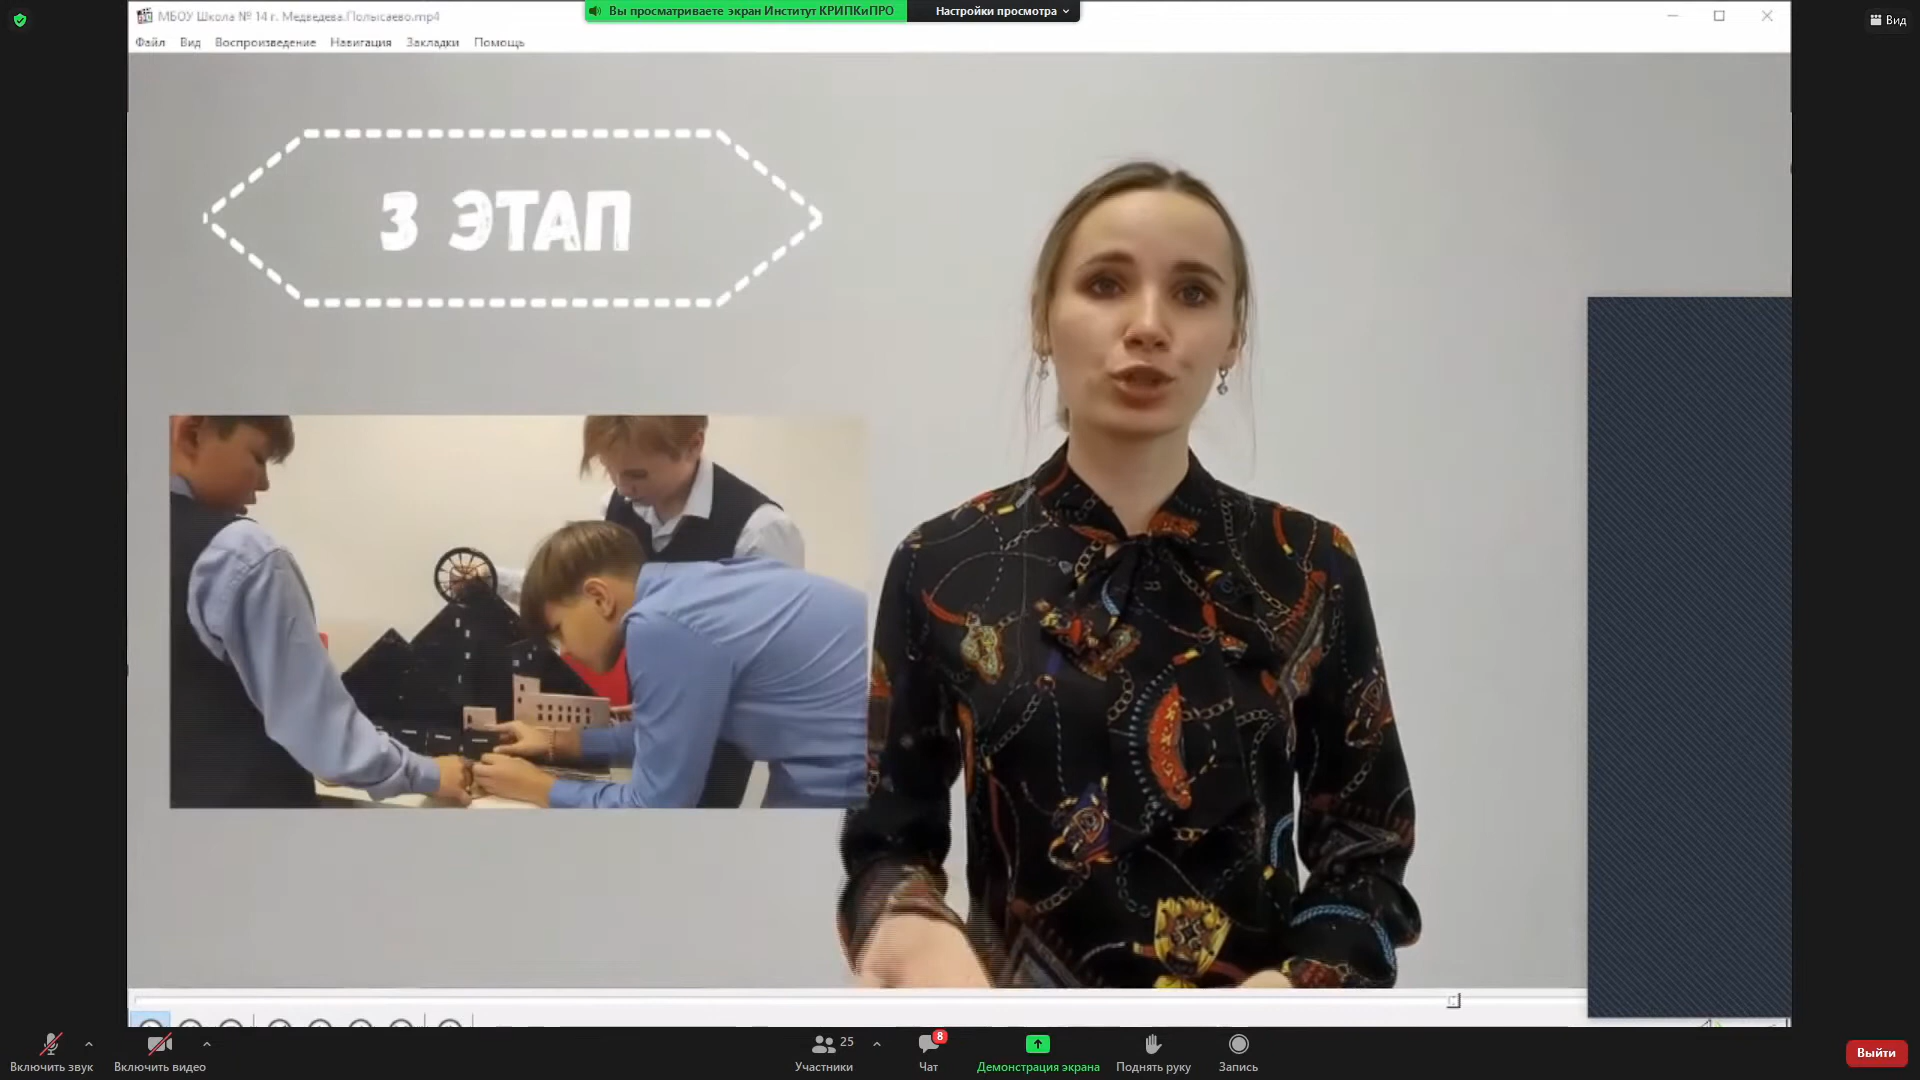 МБОУ Школа № 14 г. Медведева.Полысаево.mp4
Вы просматриваете экран Институт КРИПКиПРО
Настройки просмотра
Вид
Файл Вид Воспроизведение Навигация Закладки Помощь
3 ЭТАП
Включить звук
Включить видео
Участники
25
Чат
8
Демонстрация экрана
Поднять руку
Запись
Выйти